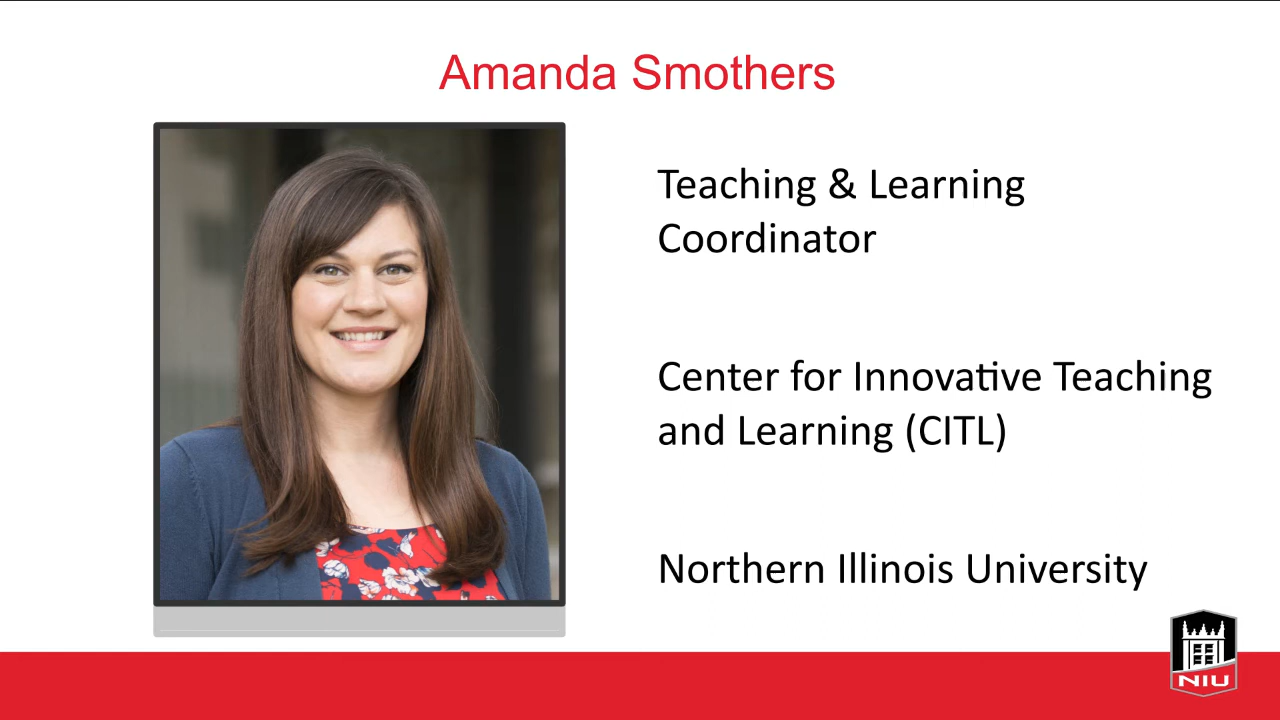 Amanda Smothers
Teaching & Learning
Coordinator
Center for Innovative Teaching
and Learning (CITL)
Northern Illinois University
NIU